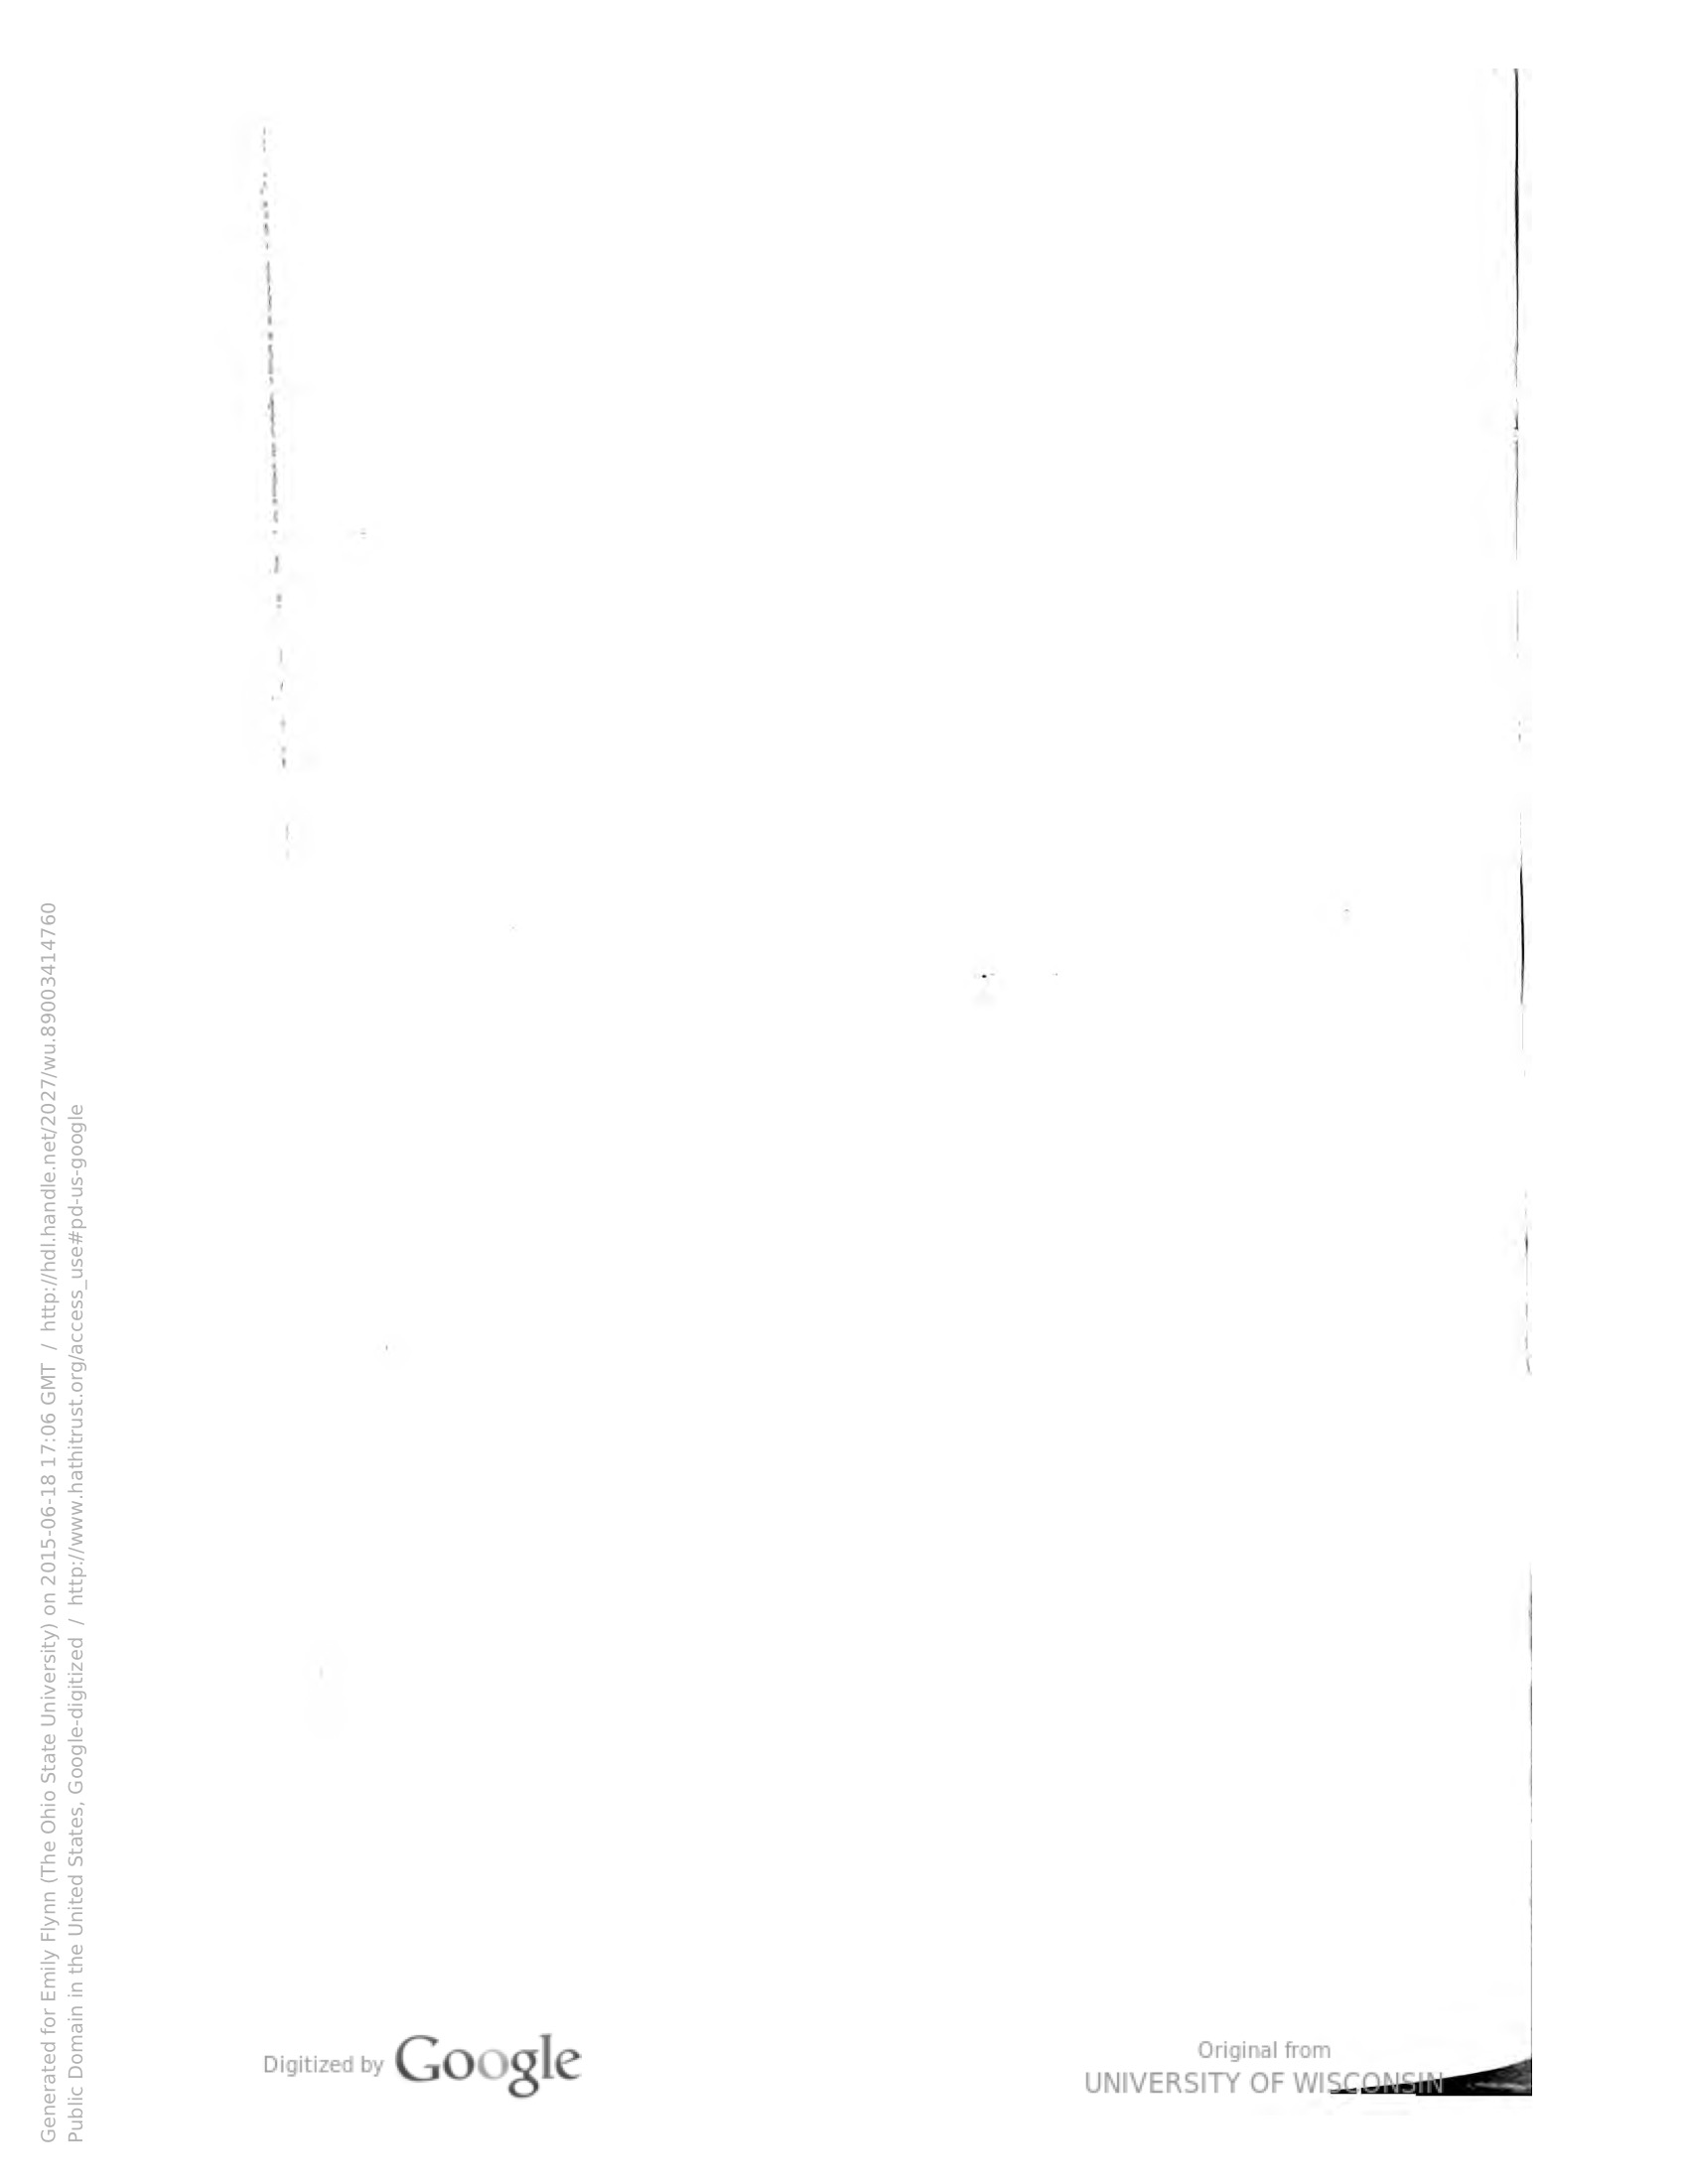 Generated for Emily Flynn (The Ohio State University) on 2015-06-18 17:06 GMT / http://hdl.handle.net/2027/wu.89003414760
Public Domain in the United States, Google-digitized / http://www.hathitrust.org/access_use#pd-us-google
Digitized by Google
Original from
UNIVERSITY OF WISCONSIN